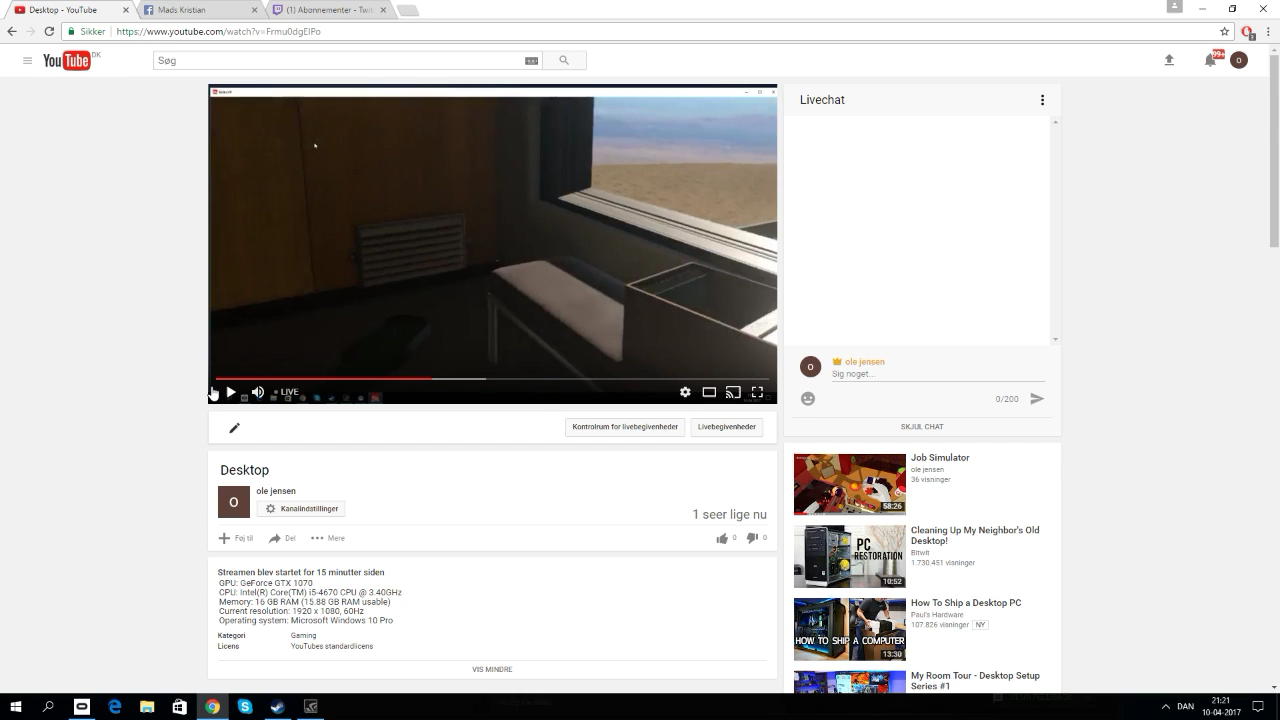 Desktop - YouTube
Mads Kristian
(1) Abonnementer - Twit
Sikker
https://www.youtube.com/watch?v=Frmu0dgEIPo
YouTube DK
Søg
99+
O
Livechat
O
ole jensen
Sig noget...
0/200
SKJUL CHAT
LIVE
Kontrolrum for livebegivenheder
Livebegivenheder
Desktop
O
ole jensen
Kanalindstillinger
1 seer lige nu
Føj til
Del
Mere
0
0
Streamen blev startet for 15 minutter siden
GPU: GeForce GTX 1070
CPU: Intel(R) Core(TM) i5-4670 CPU @ 3.40GHz
Memory: 16 GB RAM (15.88 GB RAM usable)
Current resolution: 1920 x 1080, 60Hz
Operating system: Microsoft Windows 10 Pro
Kategori Gaming
Licens YouTubes standardlicens
VIS MINDRE
Job Simulator
ole jensen
36 visninger
58:26
Cleaning Up My Neighbor's Old
Desktop!
Bitwit
1.730.451 visninger
PC
RESTORATION
10:52
How To Ship a Desktop PC
Paul's Hardware
107.826 visninger NY
HOW TO SHIP A COMPUTER
13:30
My Room Tour - Desktop Setup
Series #1
DAN
21:21
10-04-2017